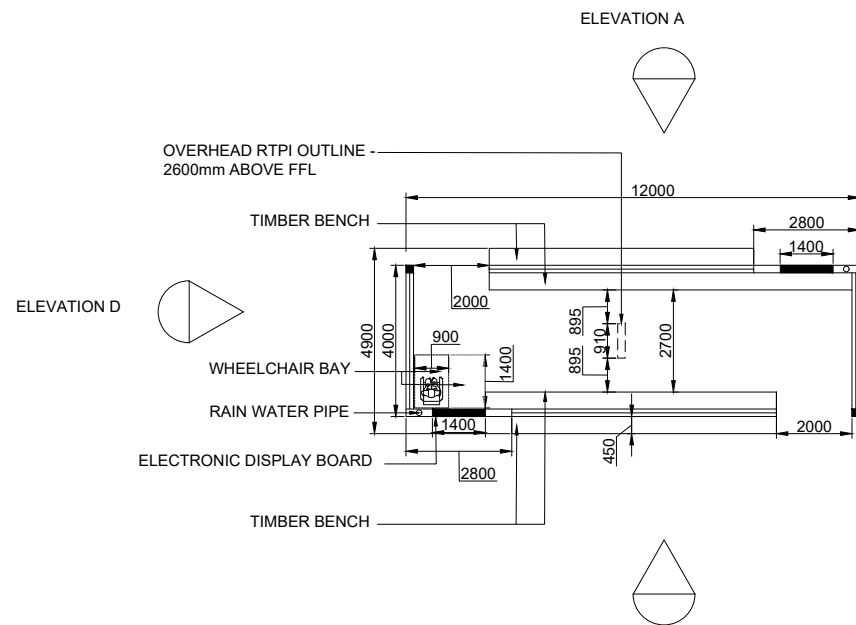 ELEVATION A
OVERHEAD RTPI OUTLINE -
2600mm ABOVE FFL
12000
TIMBER BENCH
2800
1400
2000
ELEVATION D
4900
4000
895
910
895
2700
900
1400
WHEELCHAIR BAY
RAIN WATER PIPE
1400
450
2000
ELECTRONIC DISPLAY BOARD
2800
TIMBER BENCH